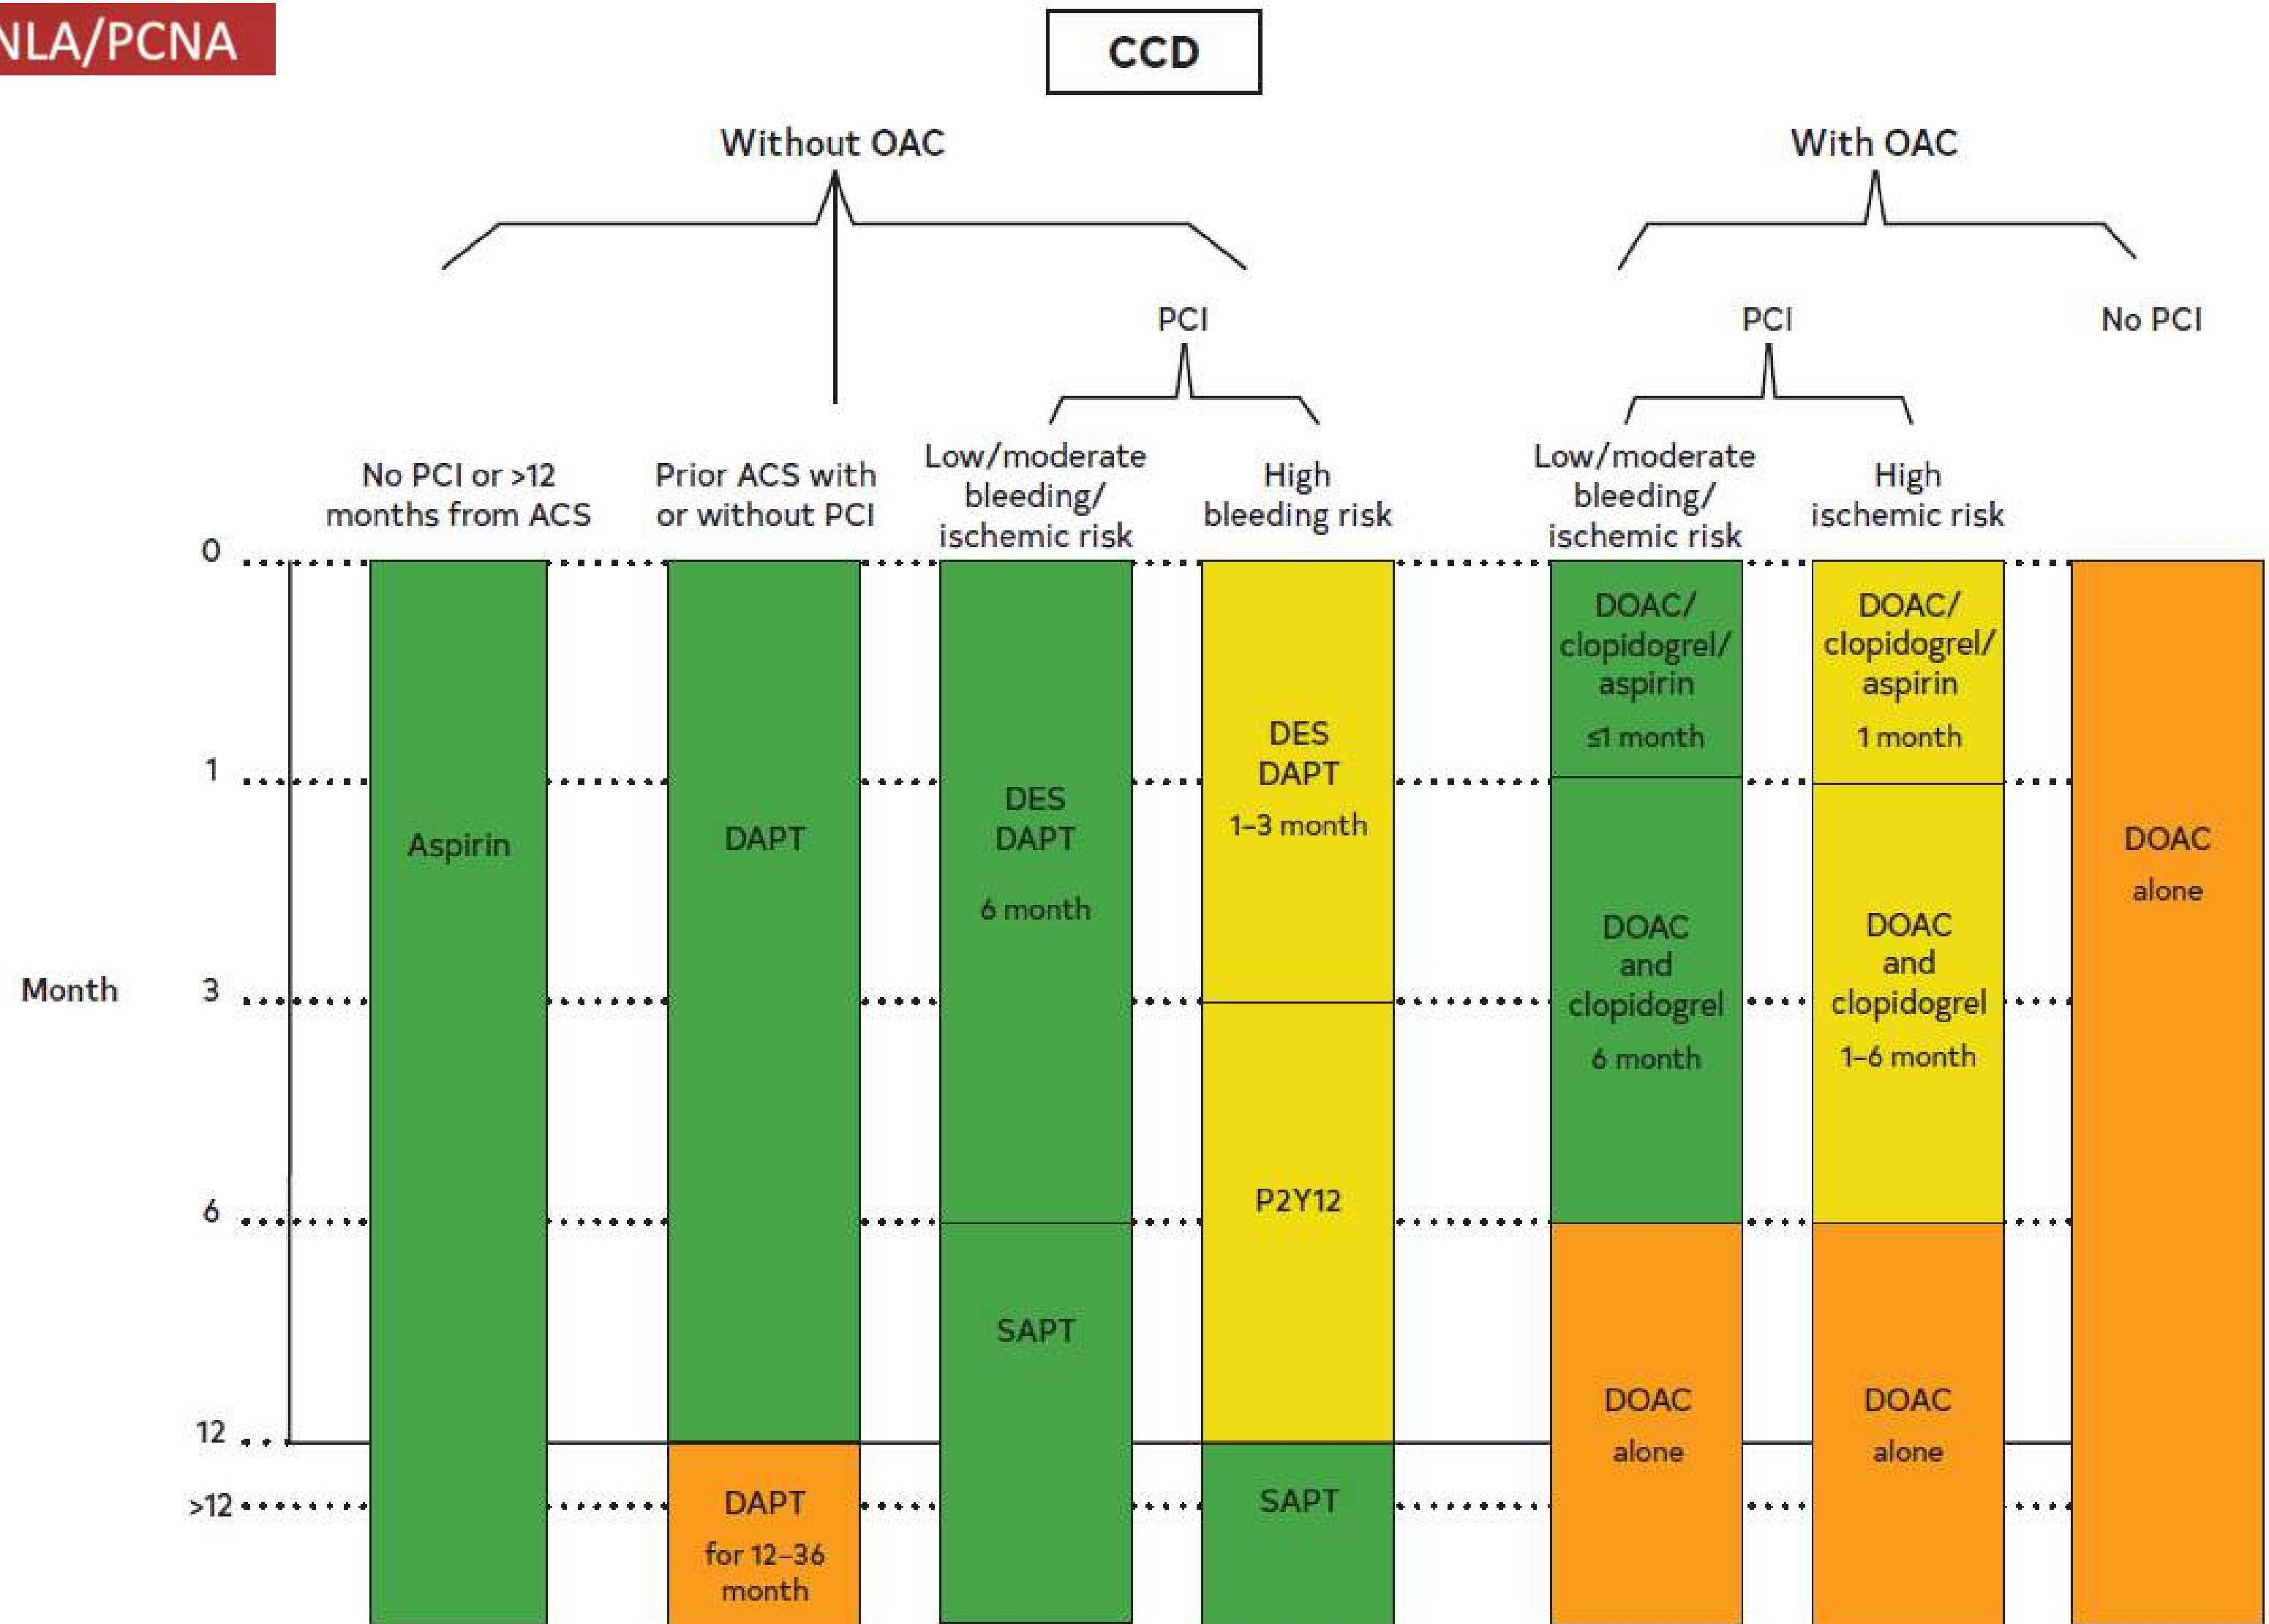 NLA/PCNA
CCD
Without OAC
With OAC
PCI
PCI
No PCI
No PCI or >12
months from ACS
Prior ACS with
or without PCI
Low/moderate
bleeding/
ischemic risk
High
bleeding risk
Low/moderate
bleeding/
ischemic risk
High
ischemic risk
Month
0
1
3
6
12
>12
Aspirin
DAPT
DAPT
for 12–36
month
DES
DAPT
6 month
SAPT
DES
DAPT
1–3 month
P2Y12
SAPT
DOAC/
clopidogrel/
aspirin
≤1 month
DOAC
and
clopidogrel
6 month
DOAC
alone
DOAC/
clopidogrel/
aspirin
1 month
DOAC
and
clopidogrel
1–6 month
DOAC
alone
DOAC
alone